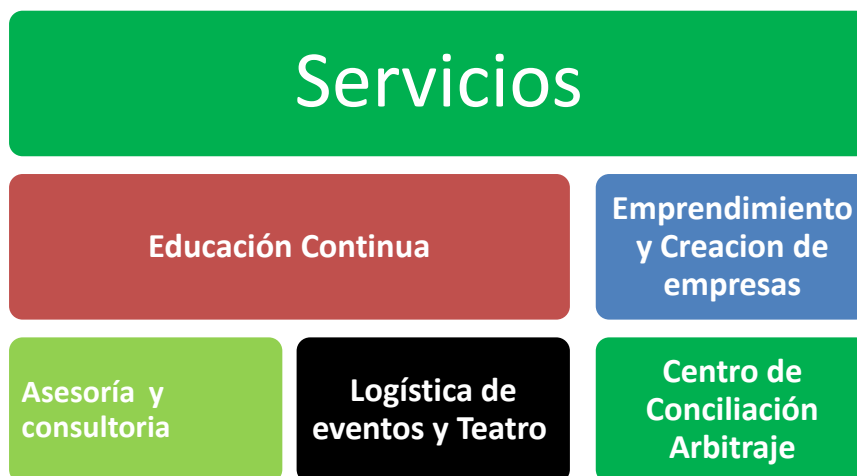 Servicios
Educación Continua
Emprendimiento
y Creacion de
empresas
Asesoría y
consultoria
Logística de
eventos y Teatro
Centro de
Conciliación
Arbitraje